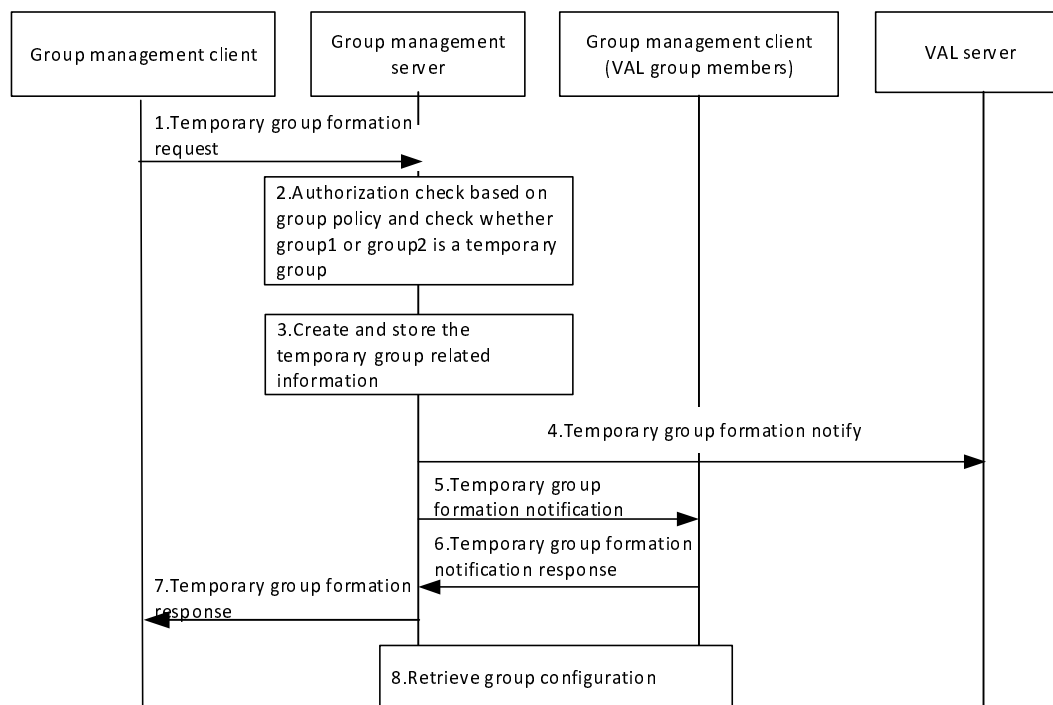 Group management client
Group management
server
Group management client
(VAL group members)
VAL server
1.Temporary group formation
request
2.Authorization check based on
group policy and check whether
group1 or group2 is a temporary
group
3.Create and store the
temporary group related
information
4.Temporary group formation notify
5.Temporary group
formation notification
6.Temporary group formation
notification response
7.Temporary group formation
response
8.Retrieve group configuration